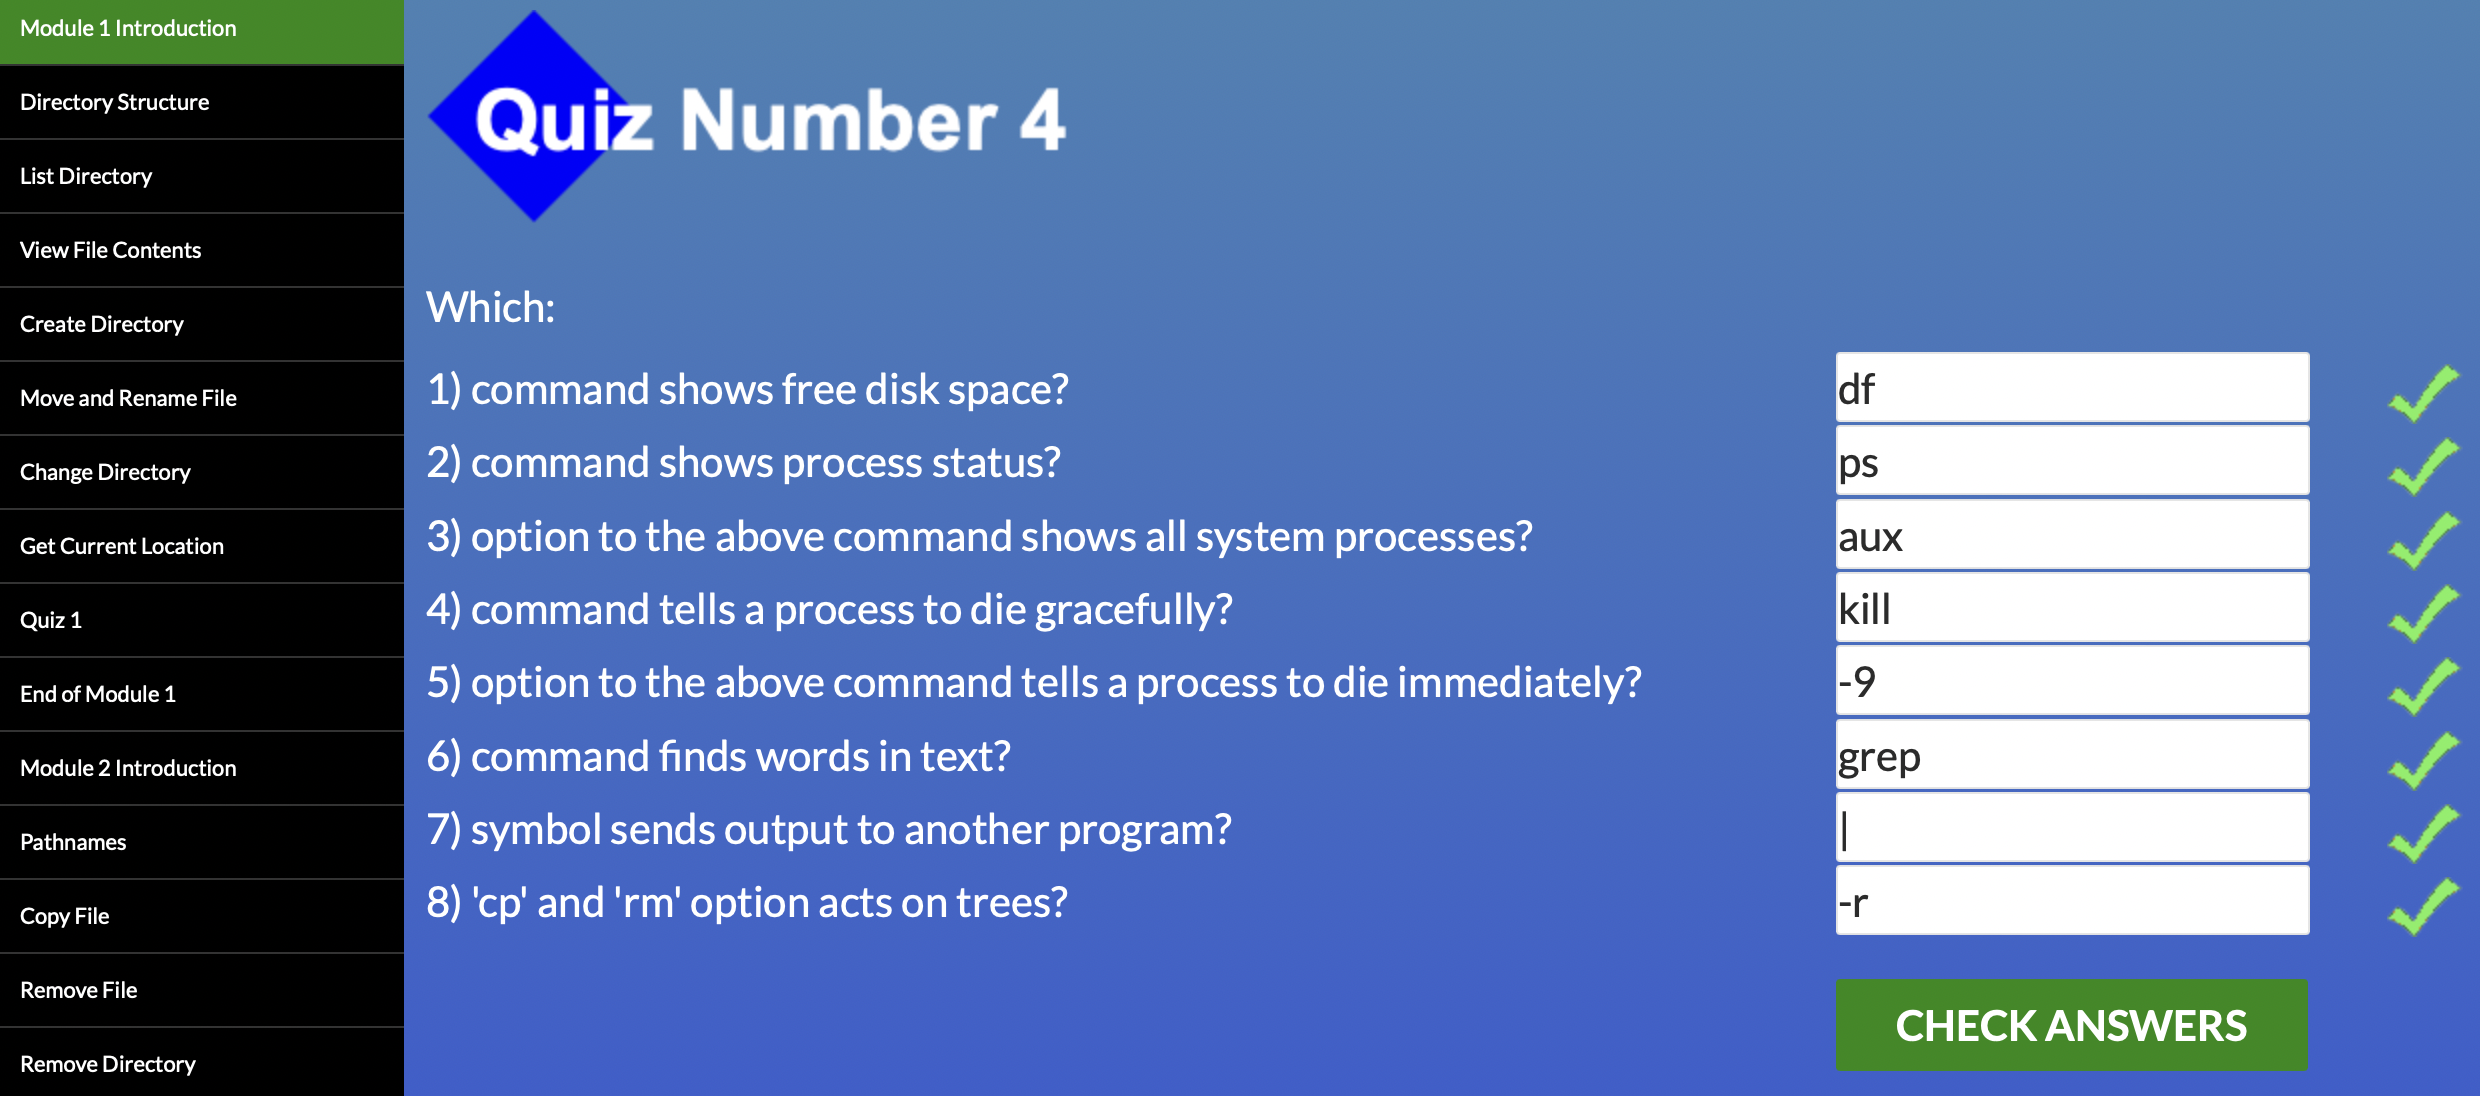 Module 1 Introduction
Directory Structure
List Directory
View File Contents
Create Directory
Move and Rename File
Change Directory
Get Current Location
Quiz 1
End of Module 1
Module 2 Introduction
Pathnames
Copy File
Remove File
Remove Directory
Quiz Number 4
Which:
1) command shows free disk space? df
2) command shows process status? ps
3) option to the above command shows all system processes? aux
4) command tells a process to die gracefully? kill
5) option to the above command tells a process to die immediately? -9
6) command finds words in text? grep
7) symbol sends output to another program? |
8) 'cp' and 'rm' option acts on trees? -r
CHECK ANSWERS